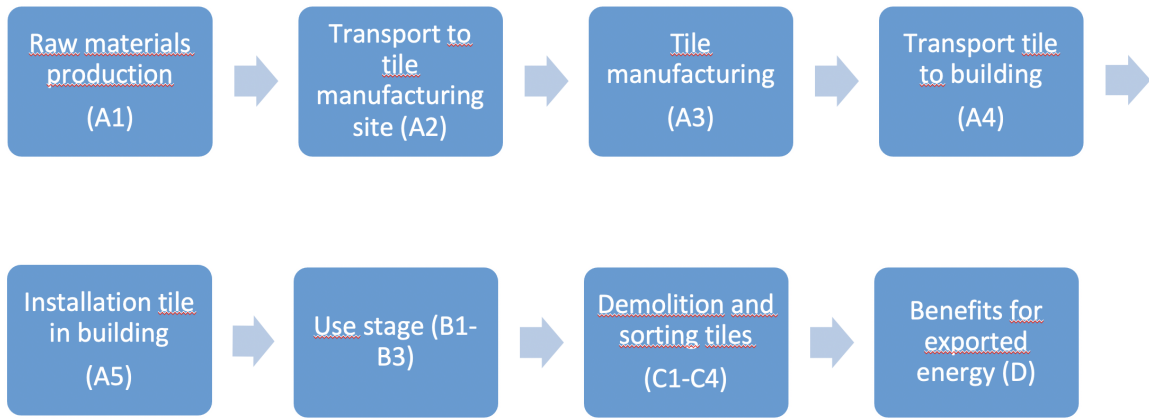 Raw materials
production
(A1)
Transport to
tile
manufacturing
site (A2)
Tile
manufacturing
(A3)
Transport tile
to building
(A4)
Installation tile
in building
(A5)
Use stage (B1-
B3)
Demolition and
sorting tiles
(C1-C4)
Benefits for
exported
energy (D)